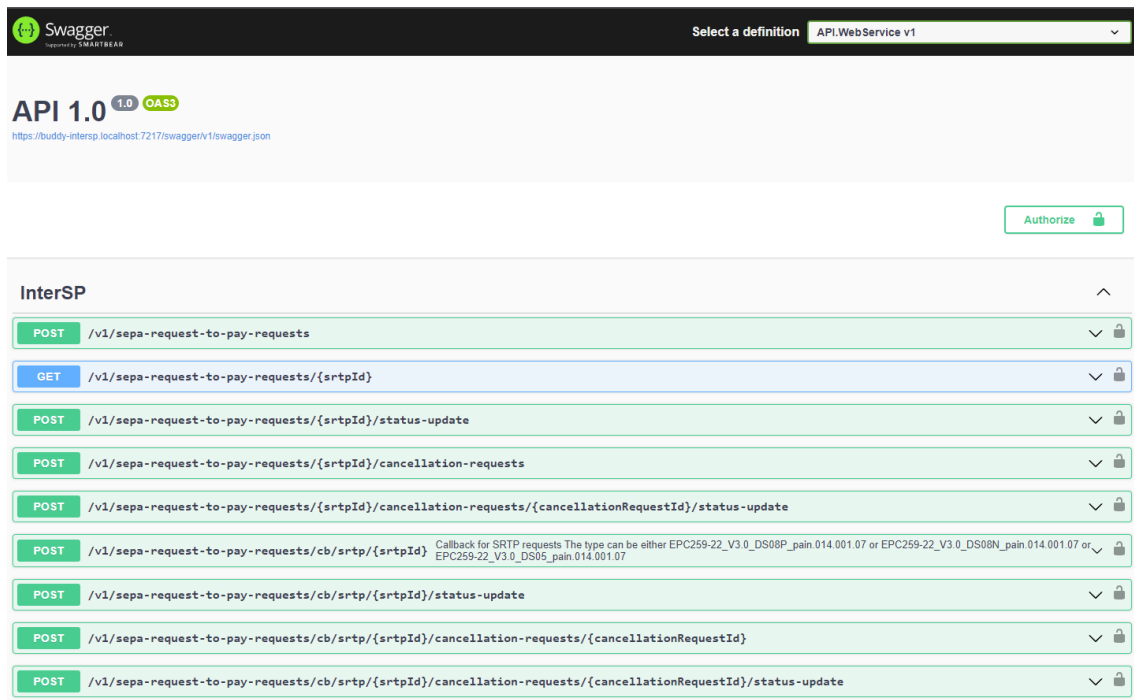 Swagger.
Supported by SMARTBEAR
Select a definition
API.WebService v1
API 1.0 1.0 OAS3
https://buddy-intersp.localhost:7217/swagger/v1/swagger.json
Authorize
InterSP
POST /v1/sepa-request-to-pay-requests
GET /v1/sepa-request-to-pay-requests/{srtpId}
POST /v1/sepa-request-to-pay-requests/{srtpId}/status-update
POST /v1/sepa-request-to-pay-requests/{srtpId}/cancellation-requests
POST /v1/sepa-request-to-pay-requests/{srtpId}/cancellation-requests/{cancellationRequestId}/status-update
POST /v1/sepa-request-to-pay-requests/cb/srtp/{srtpId} Callback for SRTP requests The type can be either EPC259-22_V3.0_DS08P_pain.014.001.07 or EPC259-22_V3.0_DS08N_pain.014.001.07 or
EPC259-22_V3.0_DS05_pain.014.001.07
POST /v1/sepa-request-to-pay-requests/cb/srtp/{srtpId}/status-update
POST /v1/sepa-request-to-pay-requests/cb/srtp/{srtpId}/cancellation-requests/{cancellationRequestId}
POST /v1/sepa-request-to-pay-requests/cb/srtp/{srtpId}/cancellation-requests/{cancellationRequestId}/status-update